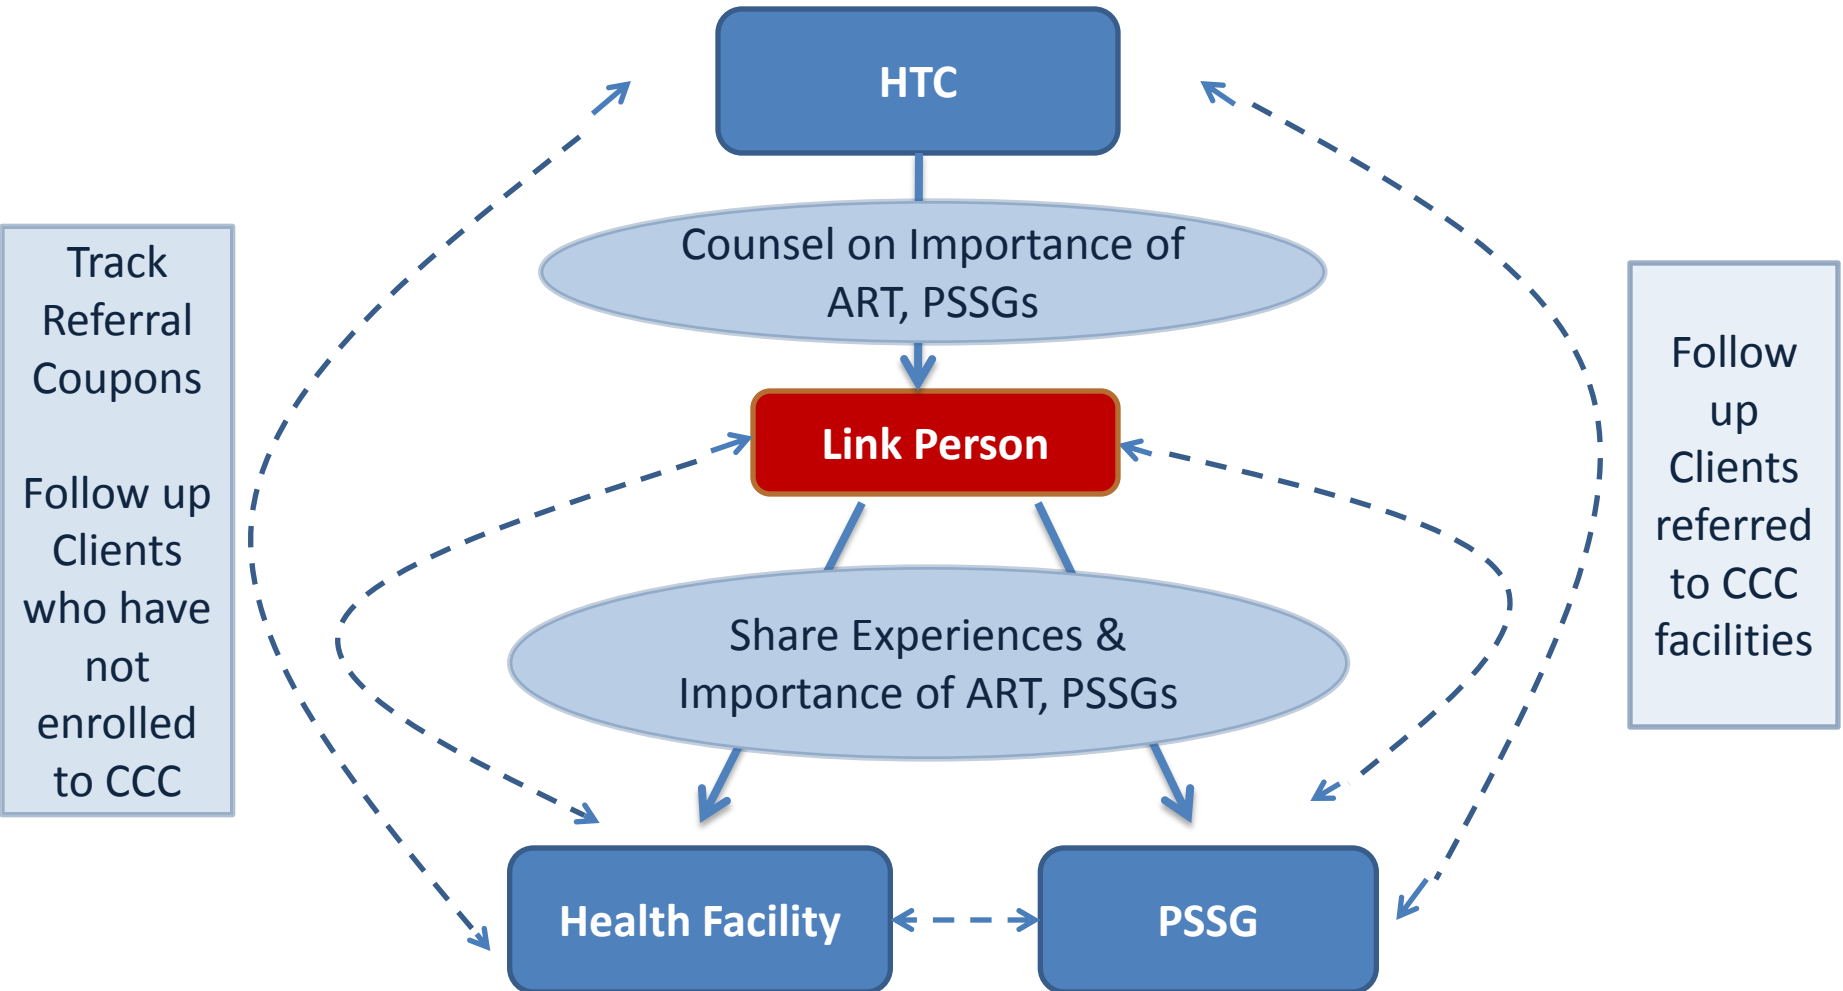 HTC
Counsel on Importance of
ART, PSSGs
Track
Referral
Coupons
Follow up
Clients
who have
not
enrolled
to CCC
Follow
up
Clients
referred
to CCC
facilities
Link Person
Share Experiences &
Importance of ART, PSSGs
Health Facility
PSSG